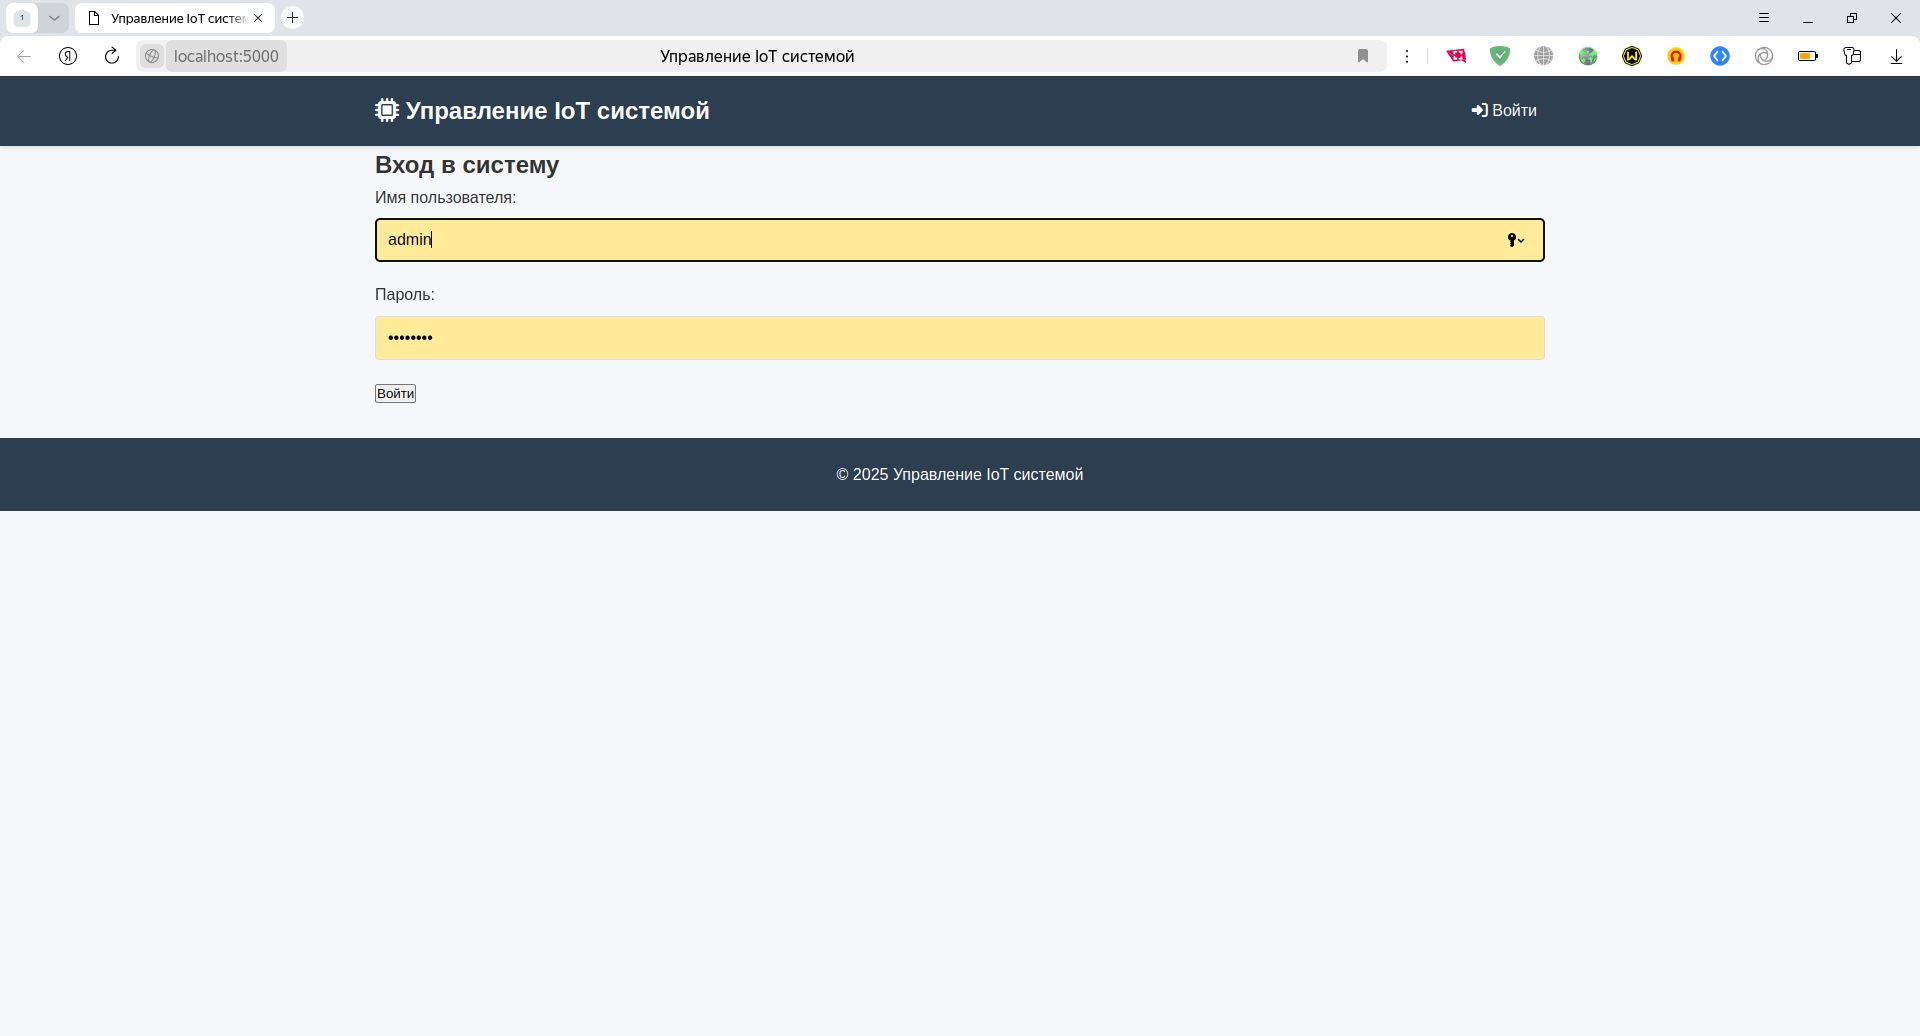 1
Управление IoT систем
localhost:5000
Управление IoT системой
Управление IoT системой
Войти
Вход в систему
Имя пользователя:
admin
Пароль:
••••••••
Войти
© 2025 Управление IoT системой